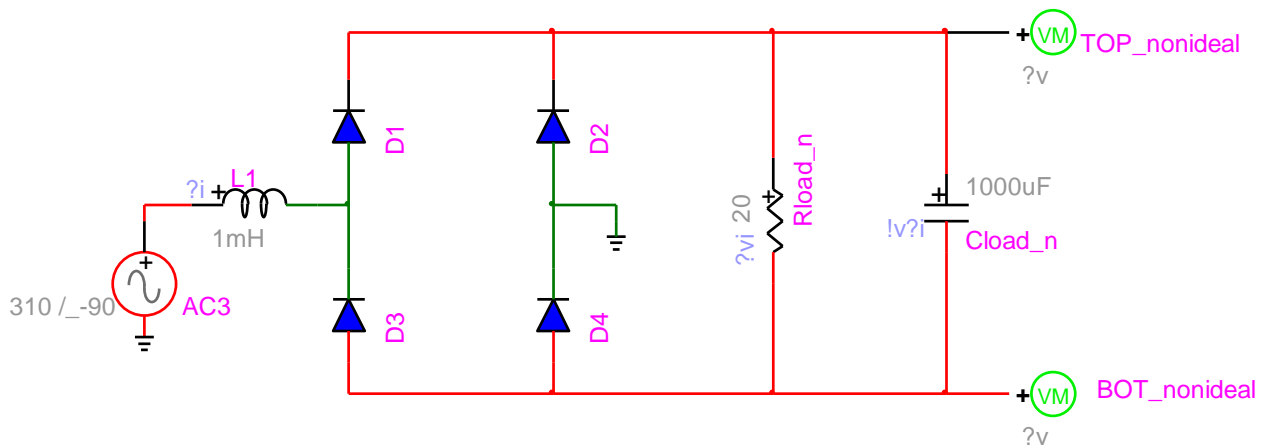 VM
TOP_nonideal
?v
D1
D2
L1
?i
1mH
310 /_-90
AC3
D3
D4
20
?vi
Rload_n
1000uF
!v?i
Cload_n
VM
BOT_nonideal
?v